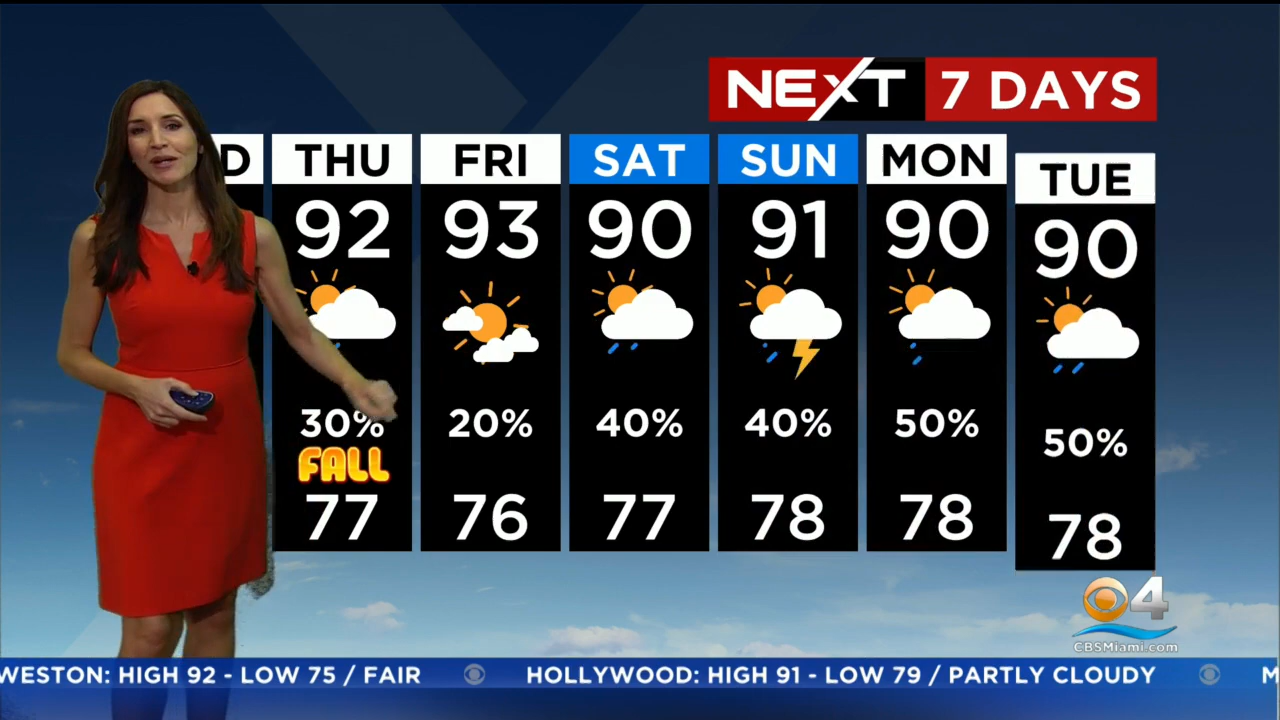 NEXT 7 DAYS
D THU FRI SAT SUN MON TUE
92 93 90 91 90 90
30% 20% 40% 40% 50% 50%
FALL
77 76 77 78 78 78
4
CBSMiami.com
WESTON: HIGH 92 - LOW 75 / FAIR HOLLYWOOD: HIGH 91 - LOW 79 / PARTLY CLOUDY M